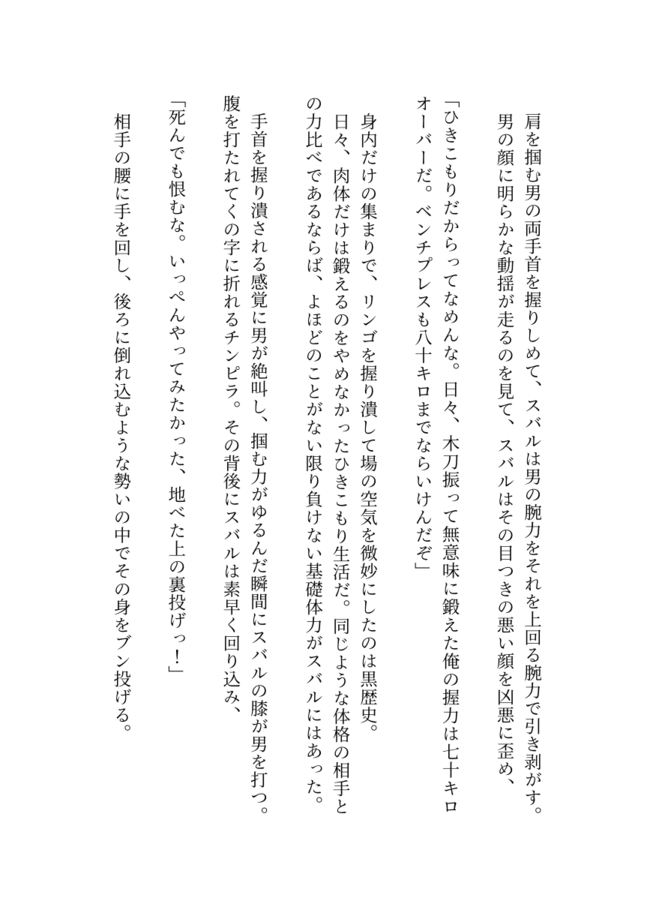 肩を掴む男の両手首を握りしめて、スバルは男の腕力をそれを上回る腕力で引き剥がす。
男の顔に明らかな動揺が走るのを見て、スバルはその目つきの悪い顔を凶悪に歪め、
「ひきこもりだからってなめんな。日々、木刀振って無意味に鍛えた俺の握力は七十キロ
オーバーだ。ベンチプレスも八十キロまでならいけんだぞ」
身内だけの集まりで、リンゴを握り潰して場の空気を微妙にしたのは黒歴史。
日々、肉体だけは鍛えるのをやめなかったひきこもり生活だ。同じような体格の相手と
の力比べであるならば、よほどのことがない限り負けない基礎体力がスバルにはあった。
手首を握り潰される感覚に男が絶叫し、掴む力がゆるんだ瞬間にスバルの膝が男を打つ。
腹を打たれてくの字に折れるチンピラ。その背後にスバルは素早く回り込み、
「死んでも恨むな。いっぺんやってみたかった、地べた上の裏投げっ！」
相手の腰に手を回し、後ろに倒れ込むような勢いの中でその身をブン投げる。